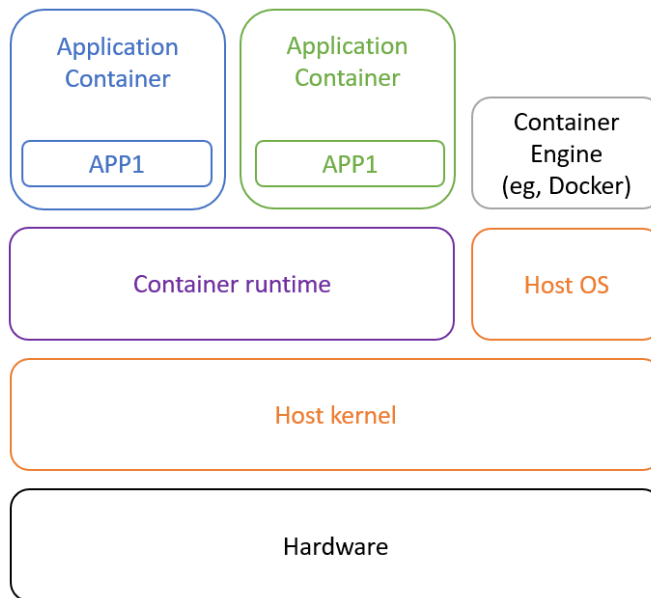 Application
Container
APP1
Application
Container
APP1
Container
Engine
(eg, Docker)
Container runtime
Host OS
Host kernel
Hardware